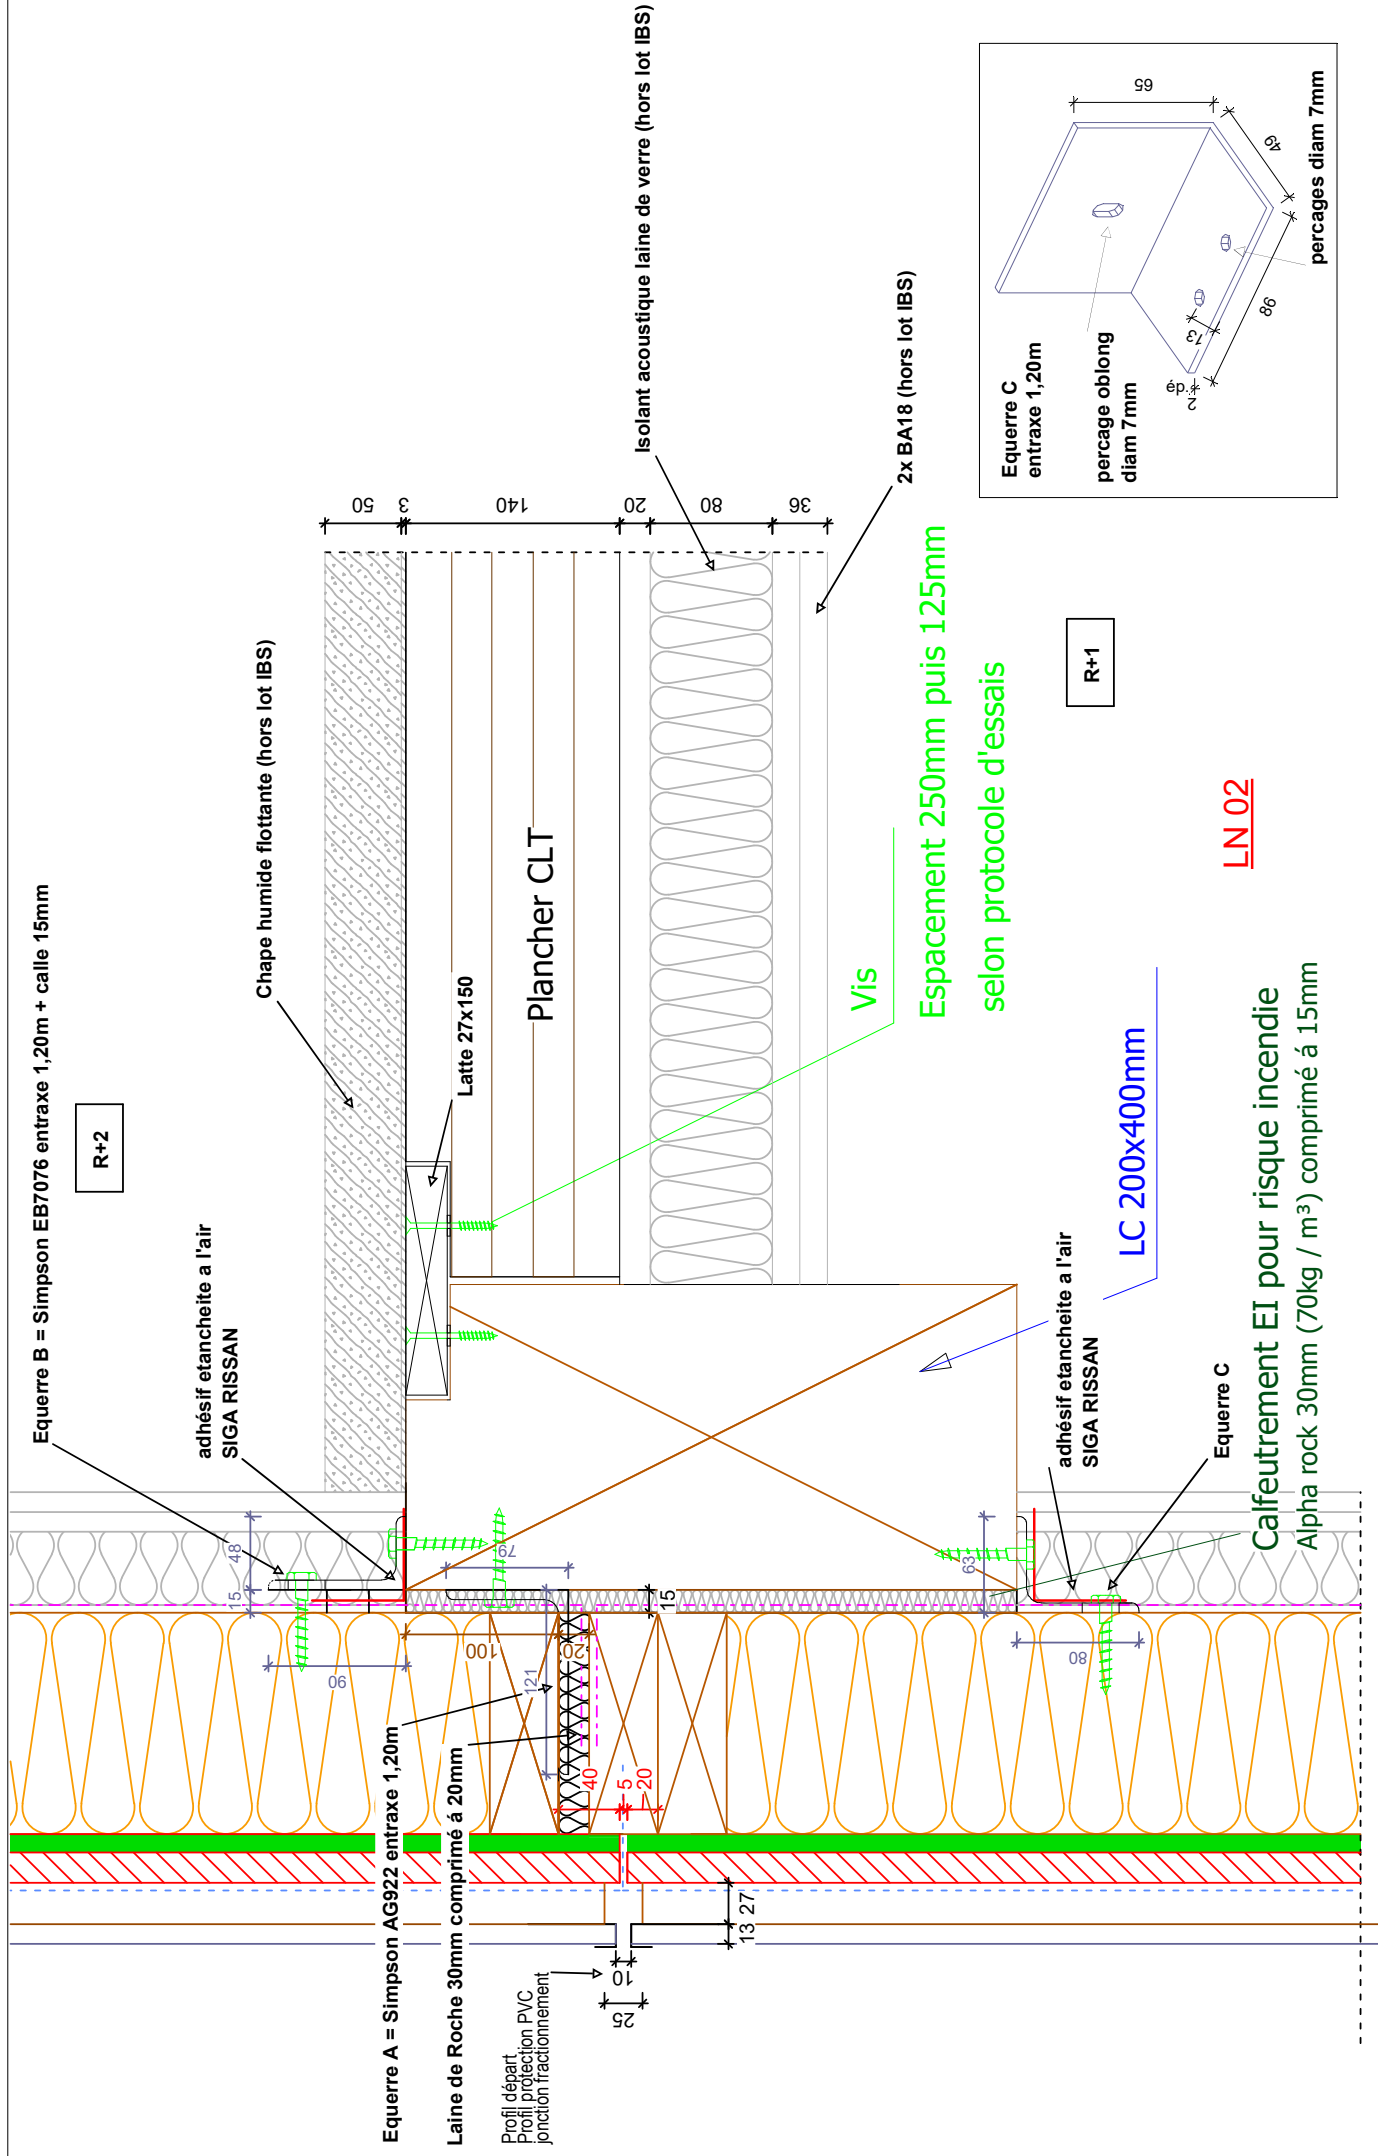 Equerre B = Simpson EB7076 entraxe 1,20m + calle 15mm
R+2
adhésif etancheite a l'air
SIGA RISSAN
Chape humide flottante (hors lot IBS)
Latte 27x150
Plancher CLT
50
3
140
20
80
36
Isolant acoustique laine de verre (hors lot IBS)
2x BA18 (hors lot IBS)
Vis
Espacement 250mm puis 125mm
selon protocole d'essais
R+1
LN 02
LC 200x400mm
adhésif etancheite a l'air
SIGA RISSAN
Equerre C
Calfeutrement EI pour risque incendie
Alpha rock 30mm (70kg / m³) comprimé á 15mm
Equerre A = Simpson AG922 entraxe 1,20m
Laine de Roche 30mm comprimé á 20mm
Profil départ
Profil protection PVC
jonction fractionnement
15
48
90
79
121
100
20
15
63
80
40
5
20
13
27
10
25
Equerre C
entraxe 1,20m
percage oblong
diam 7mm
percages diam 7mm
65
49
98
13
ép.
2